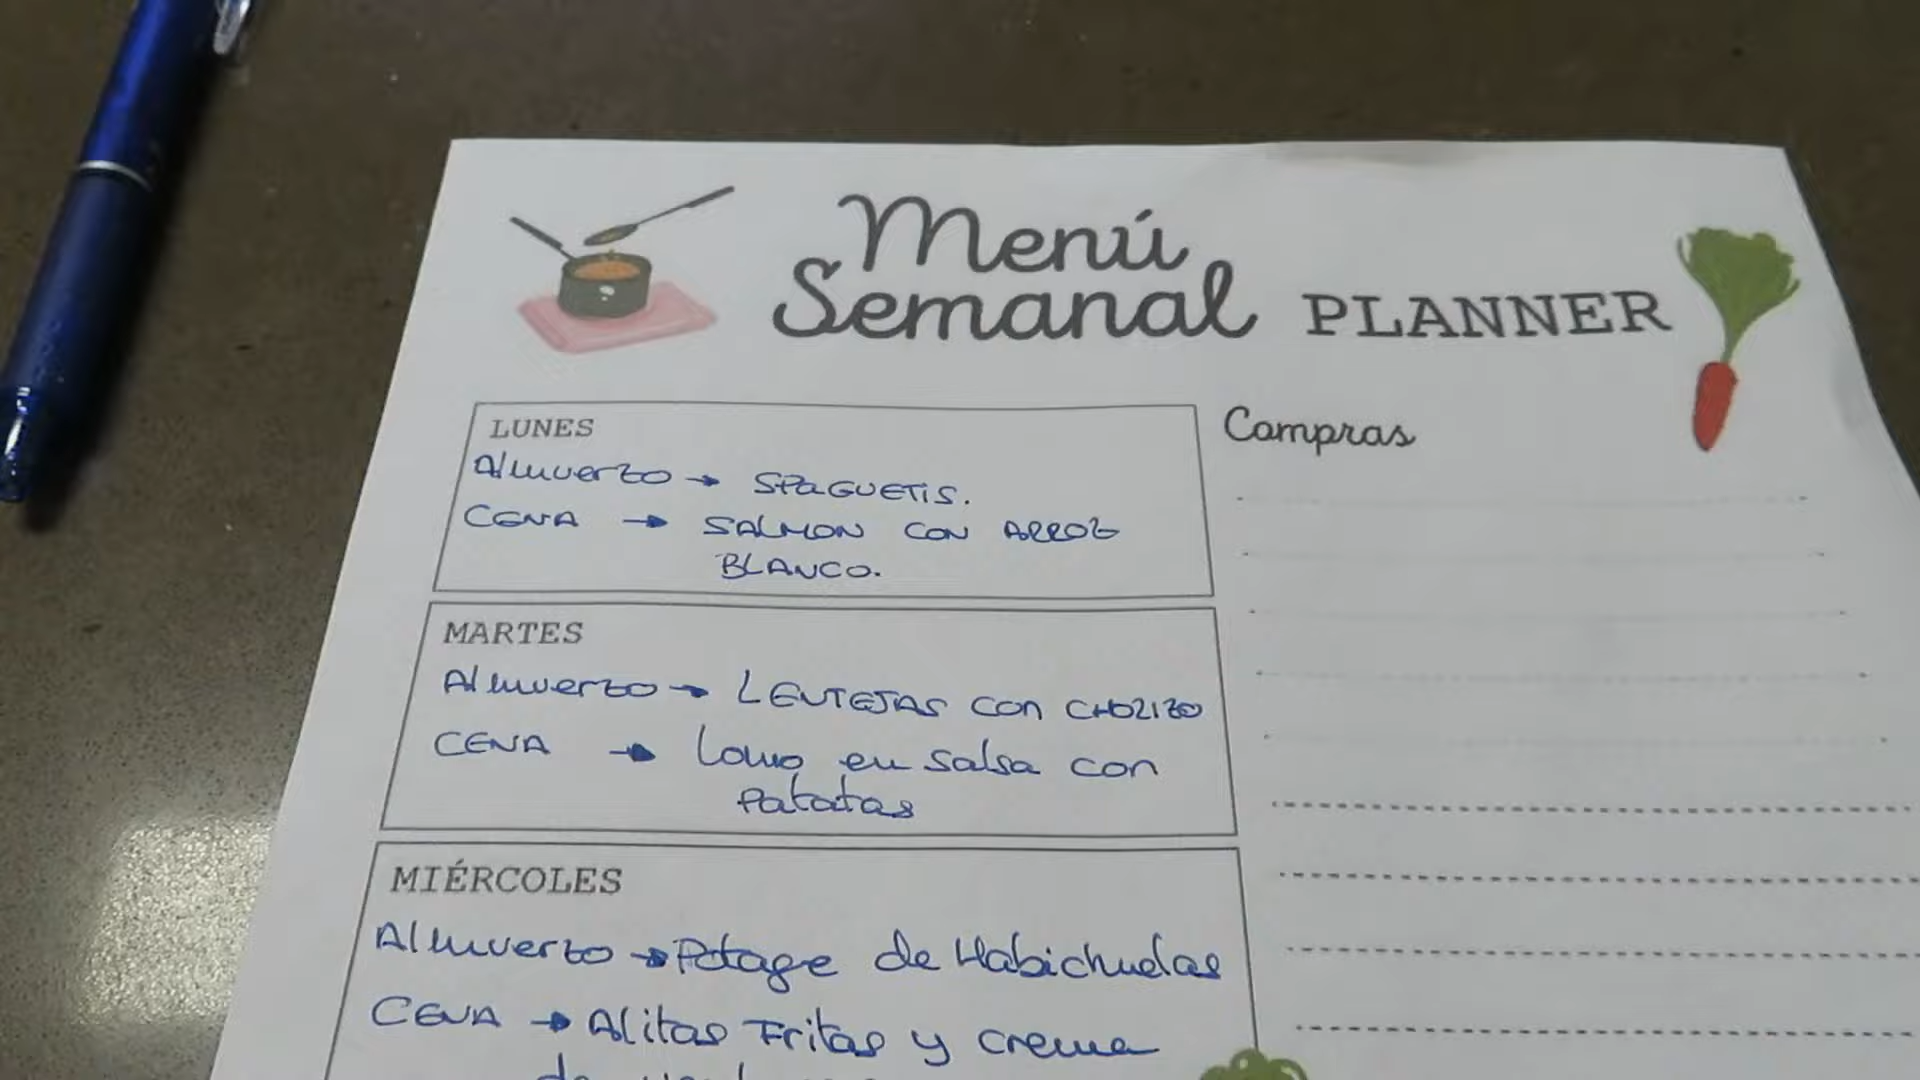 Menú
Semanal PLANNER
LUNES
Almuerzo → SPAGUETIS.
CENA → SALMON CON ARROZ
BLANCO.
MARTES
Almuerzo → LENTEJAS con CHORIZO
CENA → Lomo en salsa con
Patatas
MIÉRCOLES
Almuerzo → Potage de Habichuelas
CENA → Alitas Fritas y crema
de
Compras